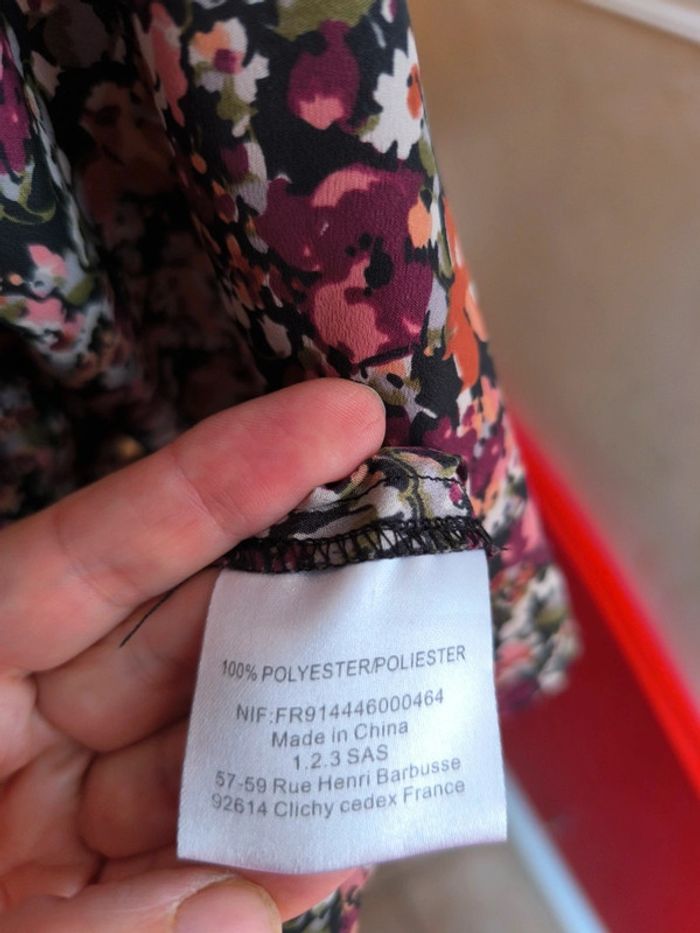 100% POLYESTER/POLIESTER
NIF:FR914446000464
Made in China
1.2.3 SAS
57-59 Rue Henri Barbusse
92614 Clichy cedex France